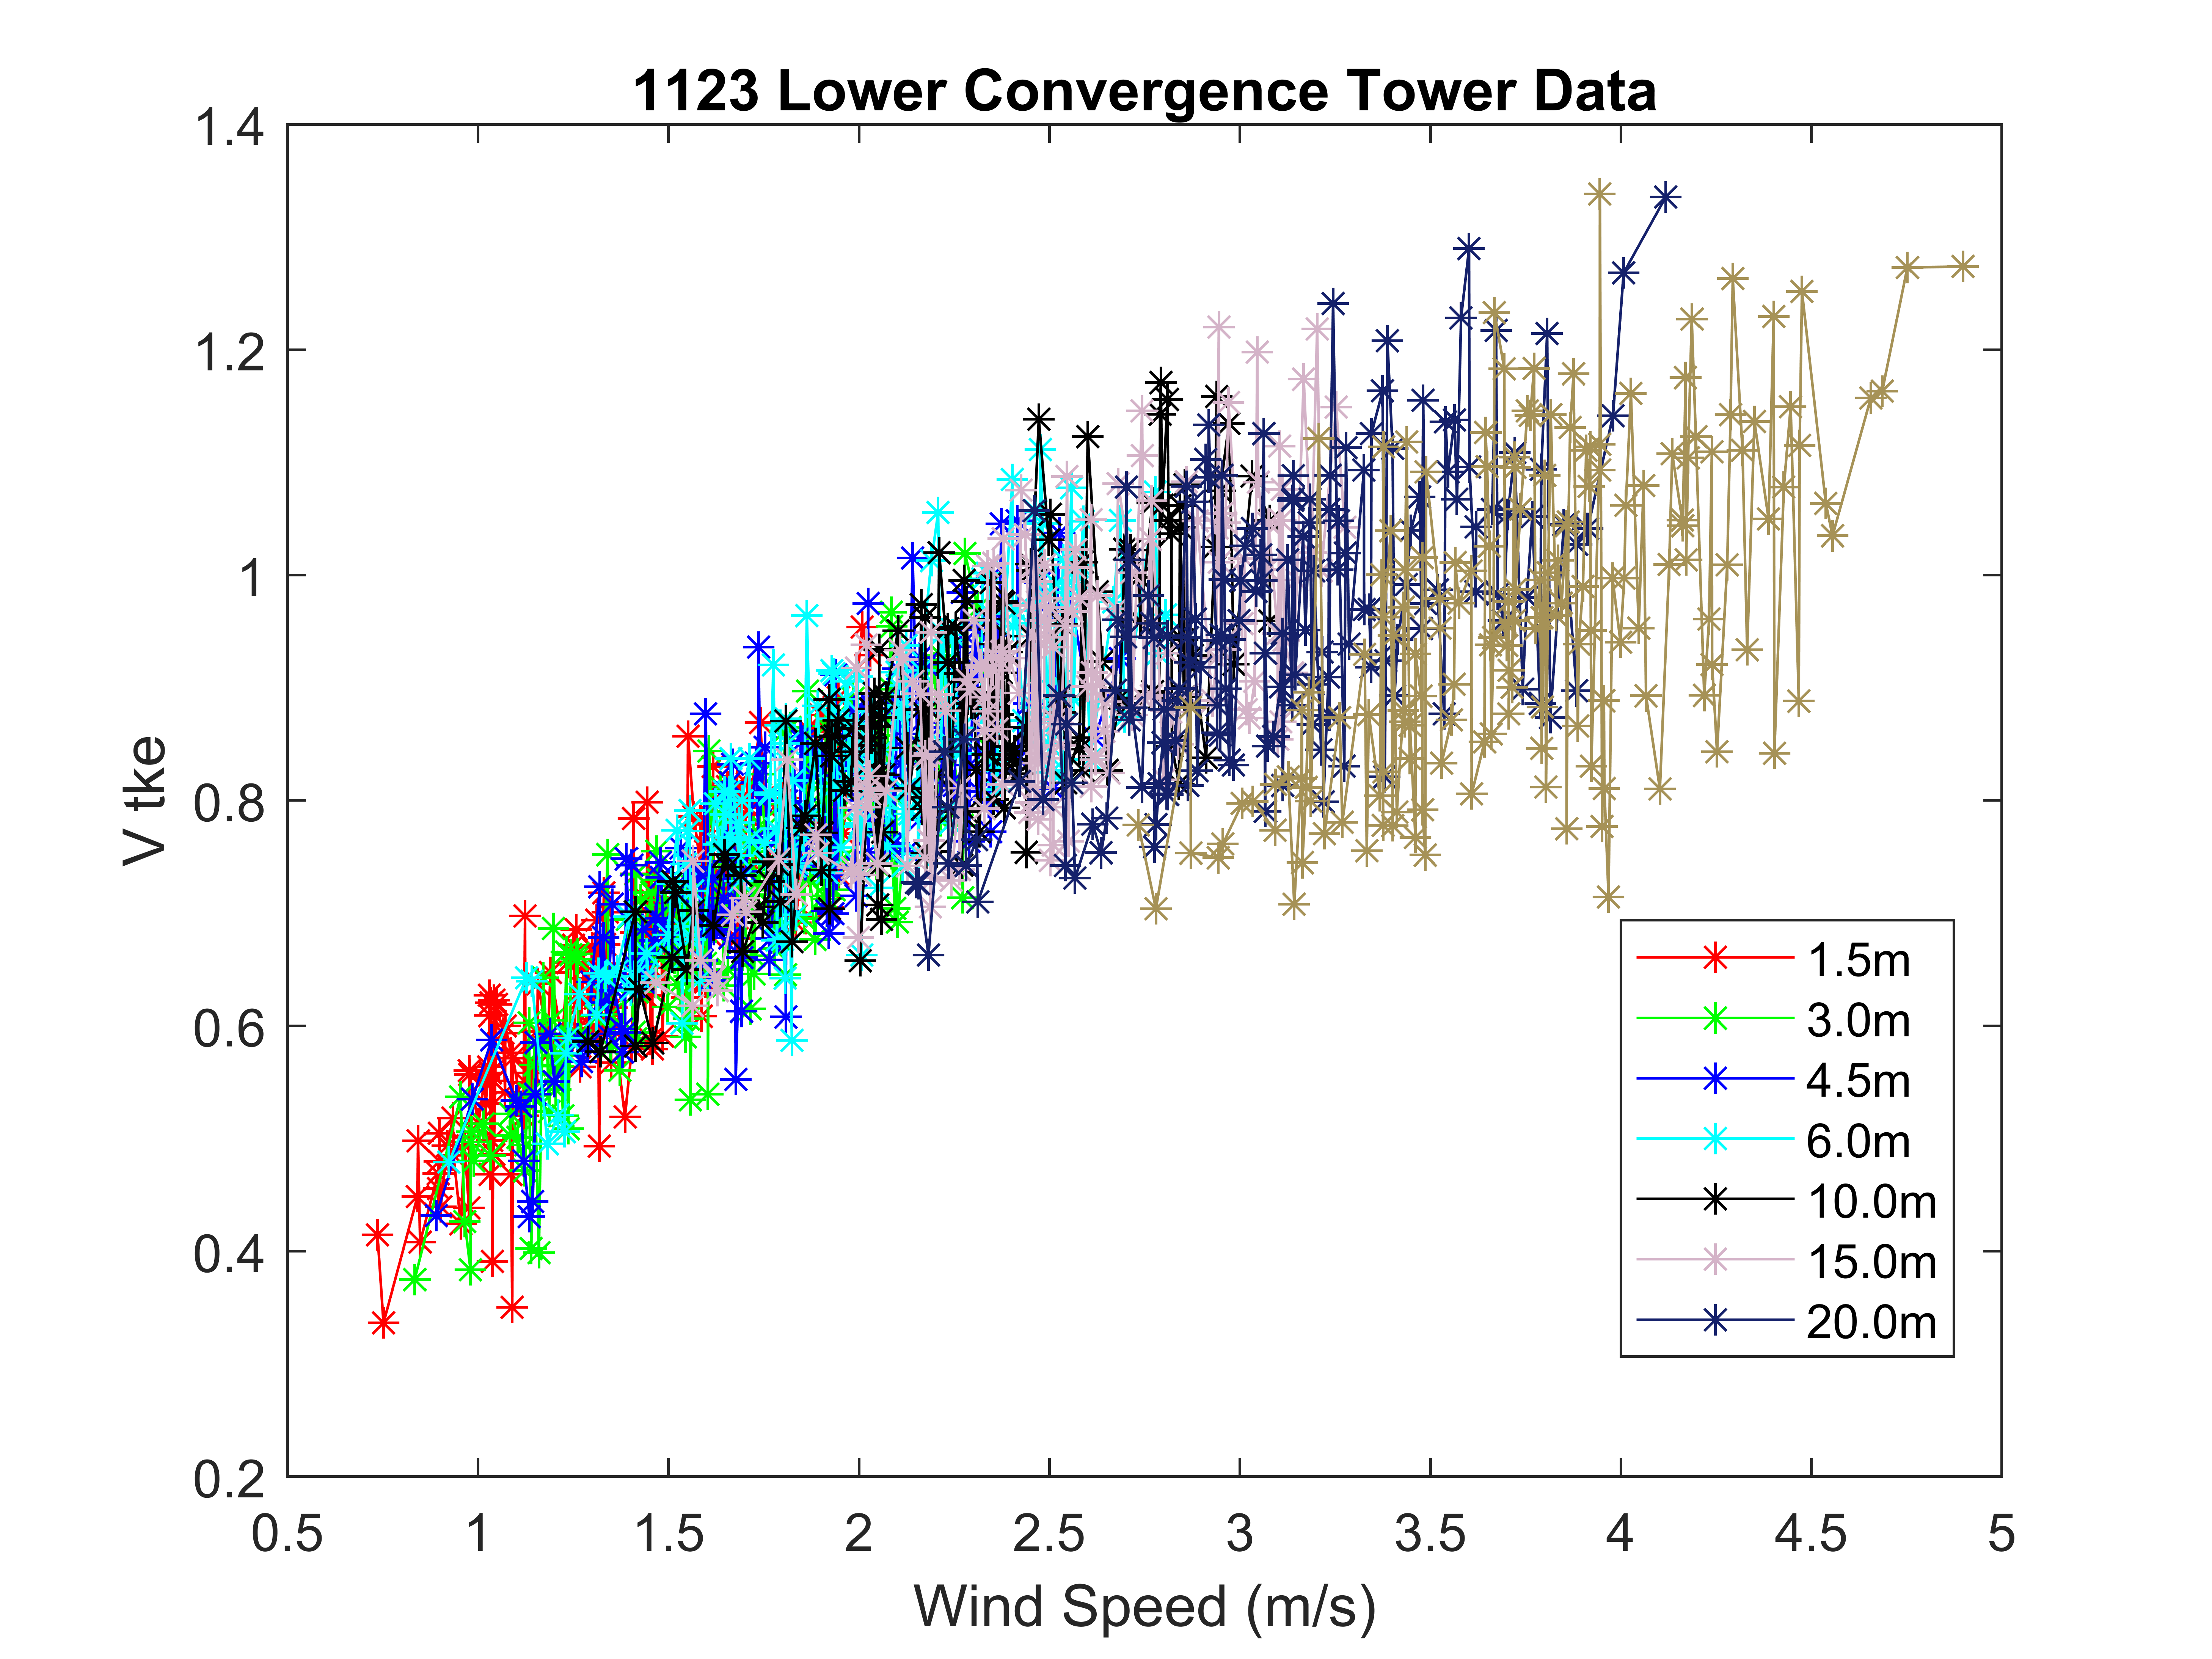 1123 Lower Convergence Tower Data
1.4
1.2
1
0.8
0.6
0.4
0.2
V tke
1.5m
3.0m
4.5m
6.0m
10.0m
15.0m
20.0m
0.5 1 1.5 2 2.5 3 3.5 4 4.5 5
Wind Speed (m/s)